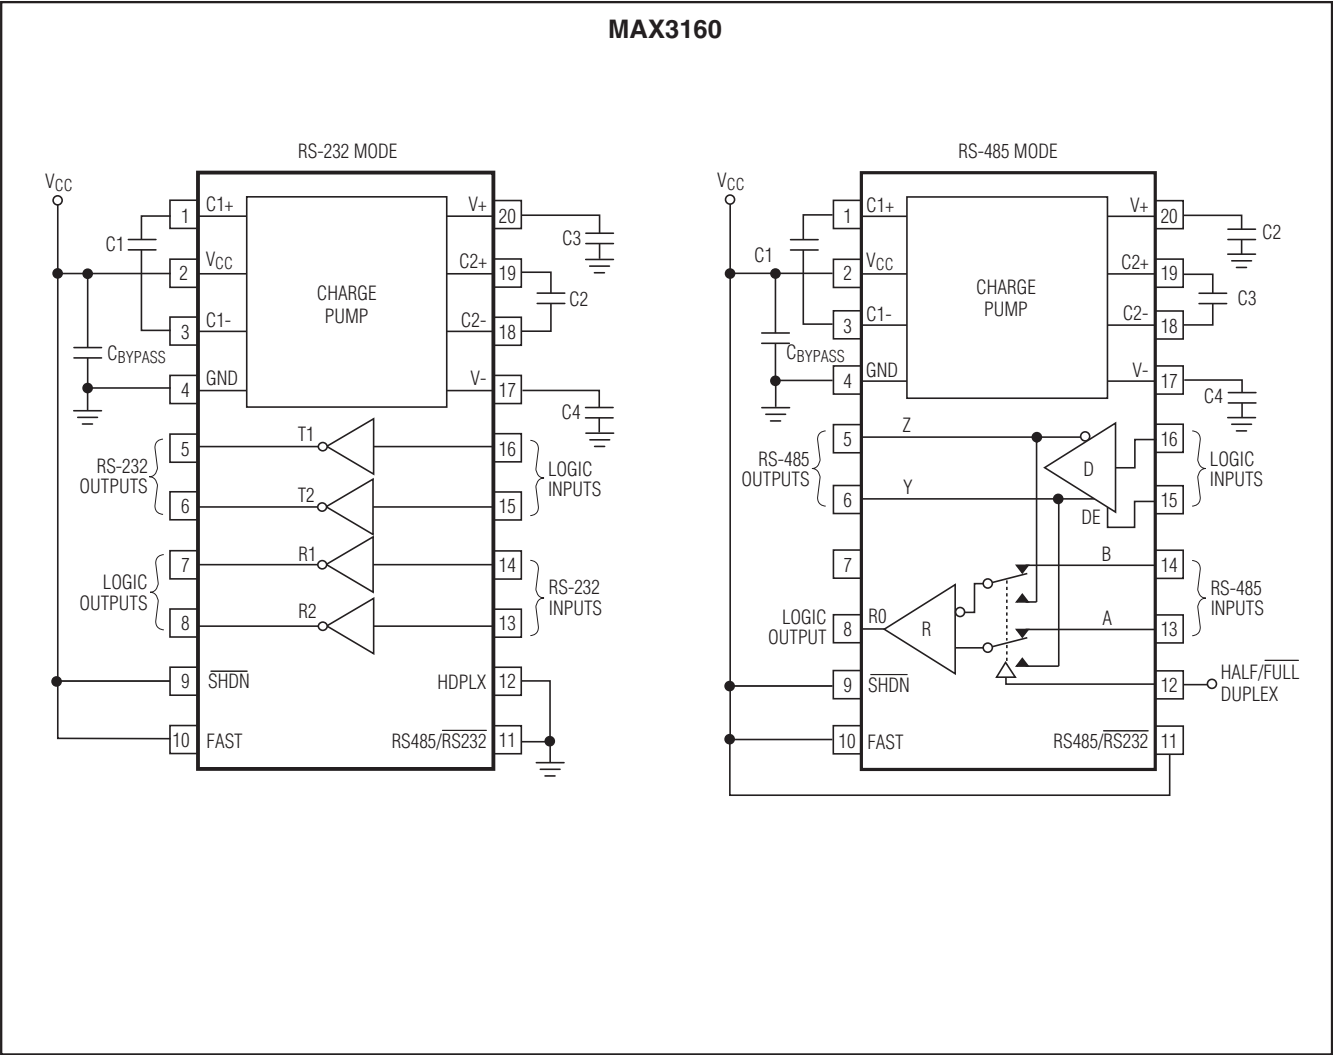 MAX3160
RS-232 MODE
VCC
C1
CBYPASS
1
C1+
2
VCC
3
C1-
4
GND
CHARGE
PUMP
V+
20
C3
C2+
19
C2
C2-
18
V-
17
C4
RS-232
OUTPUTS
5
T1
16
6
T2
15
LOGIC
INPUTS
LOGIC
OUTPUTS
7
R1
14
8
R2
13
RS-232
INPUTS
9
SHDN
HDPLX
12
10
FAST
RS485/RS232
11
RS-485 MODE
VCC
C1
CBYPASS
1
C1+
2
VCC
3
C1-
4
GND
CHARGE
PUMP
V+
20
C2
C2+
19
C3
C2-
18
V-
17
C4
RS-485
OUTPUTS
5
Z
6
Y
D
DE
16
15
LOGIC
INPUTS
7
B
14
A
13
RS-485
INPUTS
LOGIC
OUTPUT
8
RO
R
9
SHDN
12
HALF/FULL
DUPLEX
10
FAST
RS485/RS232
11